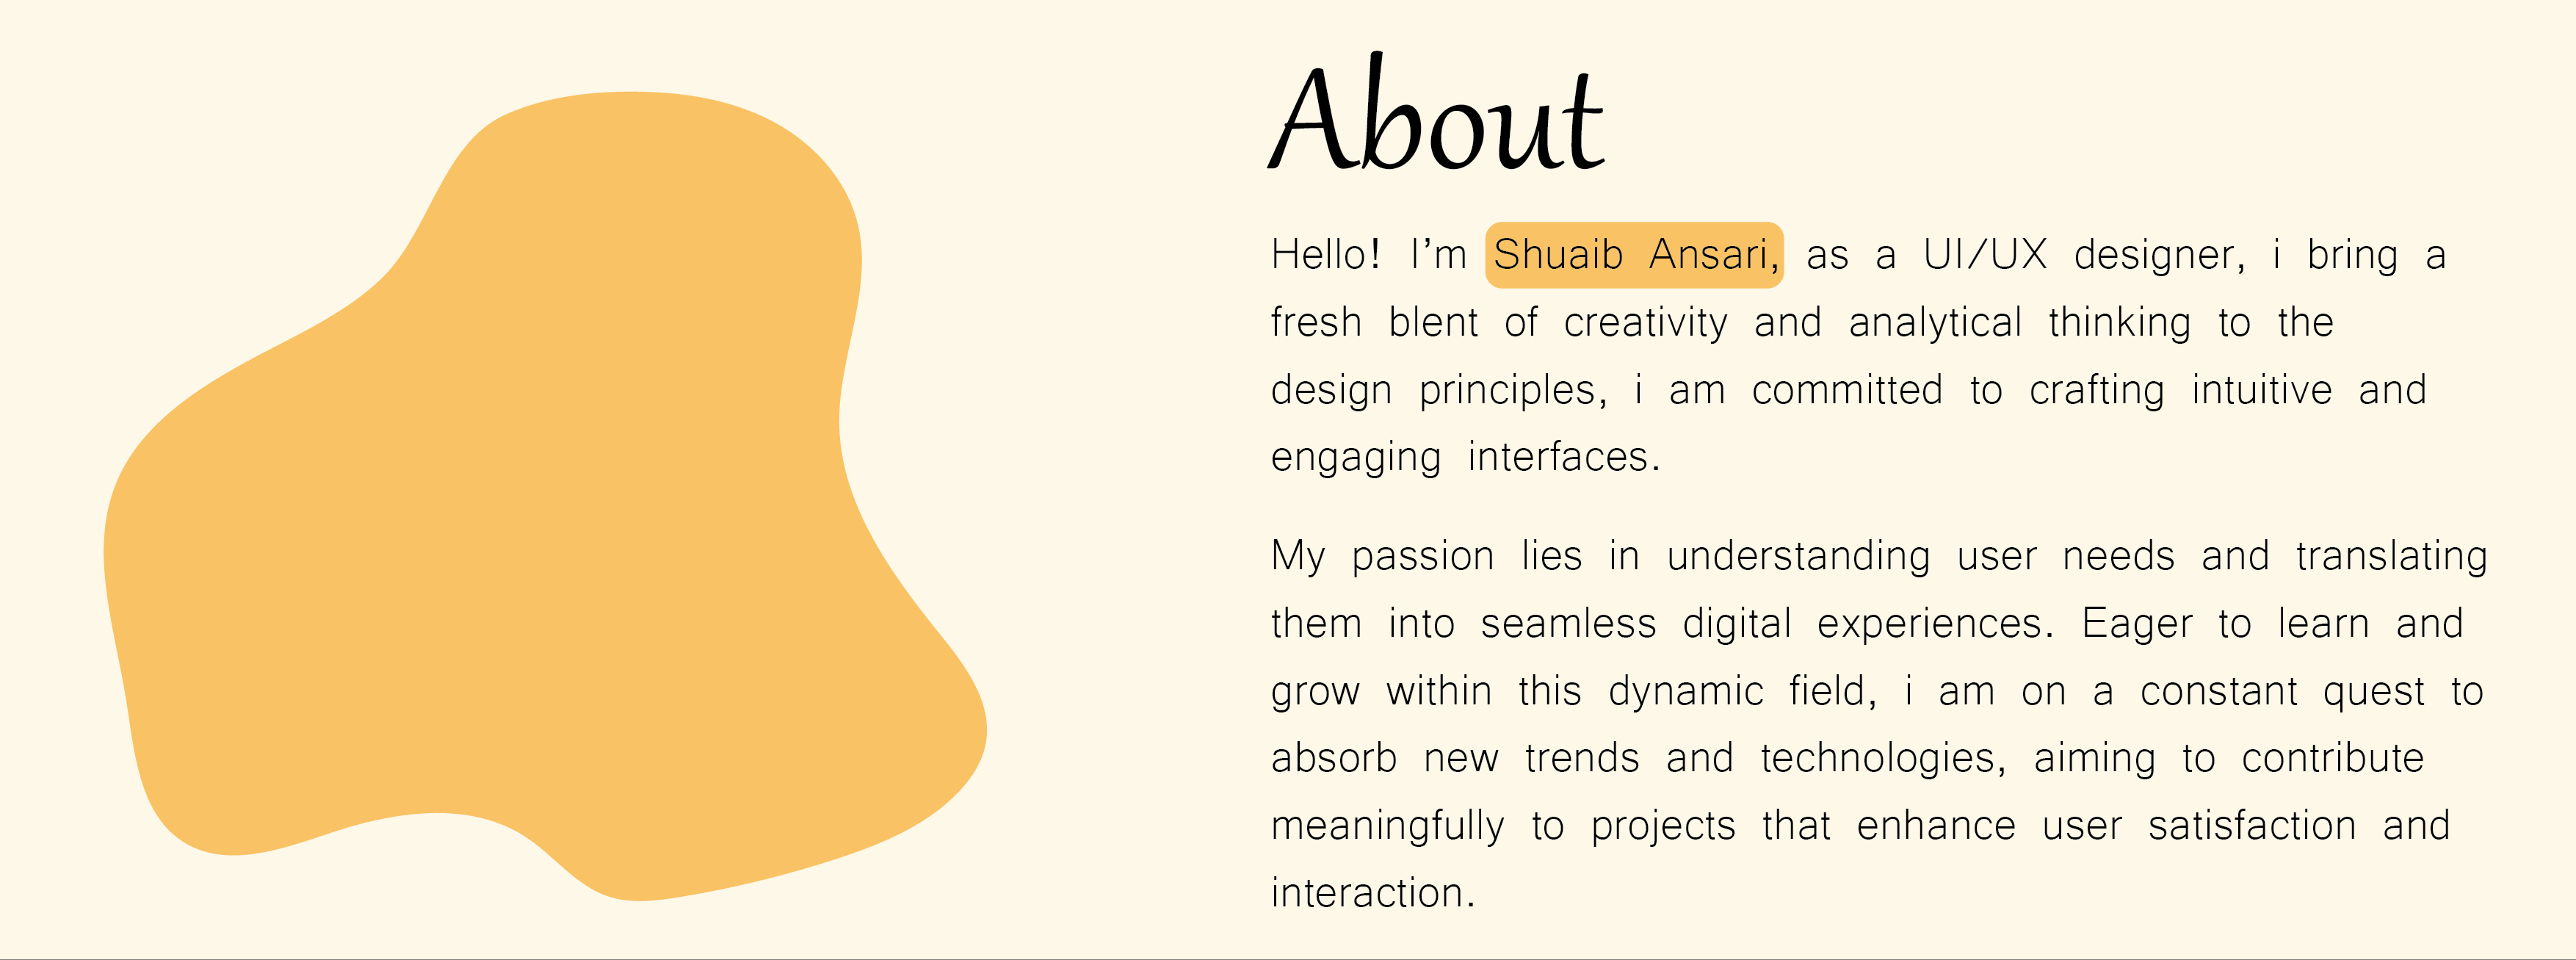 About
Hello! I’m Shuaib Ansari, as a UI/UX designer, i bring a
fresh blent of creativity and analytical thinking to the
design principles, i am committed to crafting intuitive and
engaging interfaces.
My passion lies in understanding user needs and translating
them into seamless digital experiences. Eager to learn and
grow within this dynamic field, i am on a constant quest to
absorb new trends and technologies, aiming to contribute
meaningfully to projects that enhance user satisfaction and
interaction.